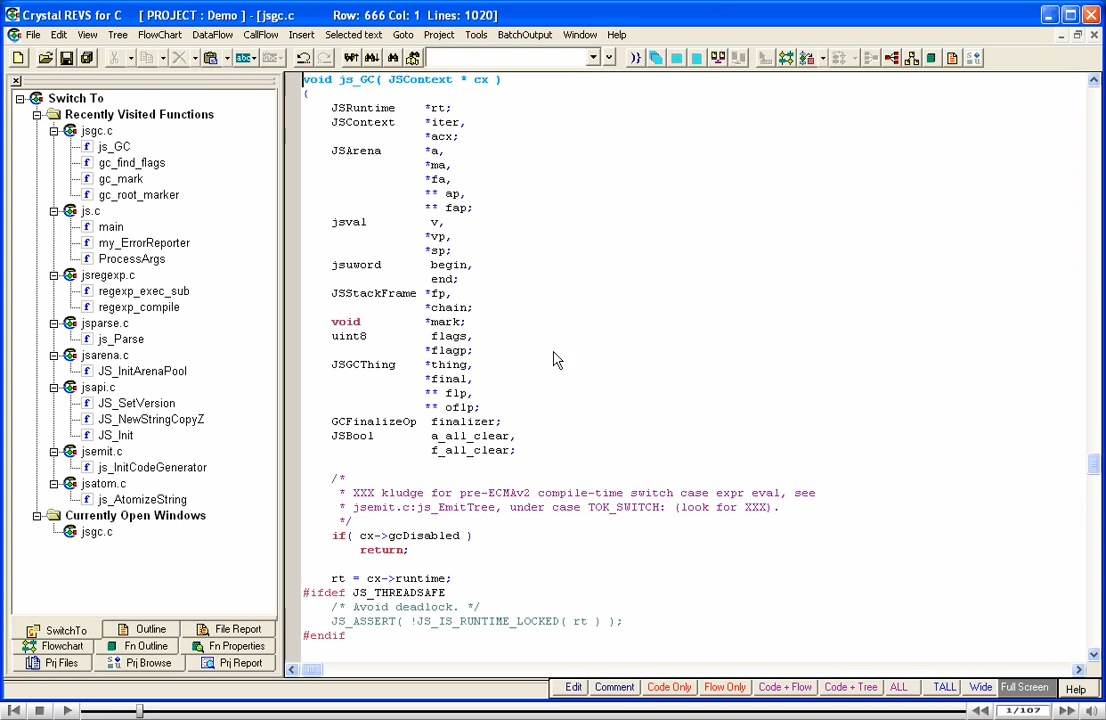 Crystal REVS for C [ PROJECT : Demo ] - [jsgc.c Row: 666 Col: 1 Lines: 1020]
File Edit View Tree FlowChart DataFlow CallFlow Insert Selected text Goto Project Tools BatchOutput Window Help
Switch To
Recently Visited Functions
jsgc.c
js_GC
gc_find_flags
gc_mark
gc_root_marker
js.c
main
my_ErrorReporter
ProcessArgs
jsregexp.c
regexp_exec_sub
regexp_compile
jsparse.c
js_Parse
jsarena.c
JS_InitArenaPool
jsapi.c
JS_SetVersion
JS_NewStringCopyZ
JS_Init
jsemit.c
js_InitCodeGenerator
jsatom.c
js_AtomizeString
Currently Open Windows
jsgc.c
SwitchTo Outline File Report
Flowchart Fn Outline Fn Properties
Prj Files Prj Browse Prj Report
void js_GC( JSContext * cx )
{
JSRuntime *rt;
JSContext *iter,
*acx;
JSArena *a,
*ma,
*fa,
** ap,
** fap;
jsval v,
*vp,
*sp;
jsuword begin,
end;
JSStackFrame *fp,
*chain;
void *mark;
uint8 flags,
*flagp;
JSGCThing *thing,
*final,
** flp,
** oflp;
GCFinalizeOp finalizer;
JSBool a_all_clear,
f_all_clear;
/*
* XXX kludge for pre-ECMAv2 compile-time switch case expr eval, see
* jsemit.c:js_EmitTree, under case TOK_SWITCH: (look for XXX).
*/
if( cx->gcDisabled )
return;
rt = cx->runtime;
#ifdef JS_THREADSAFE
/* Avoid deadlock. */
JS_ASSERT( !JS_IS_RUNTIME_LOCKED( rt ) );
#endif
Edit Comment Code Only Flow Only Code + Flow Code + Tree ALL TALL Wide Full Screen Help
1/107